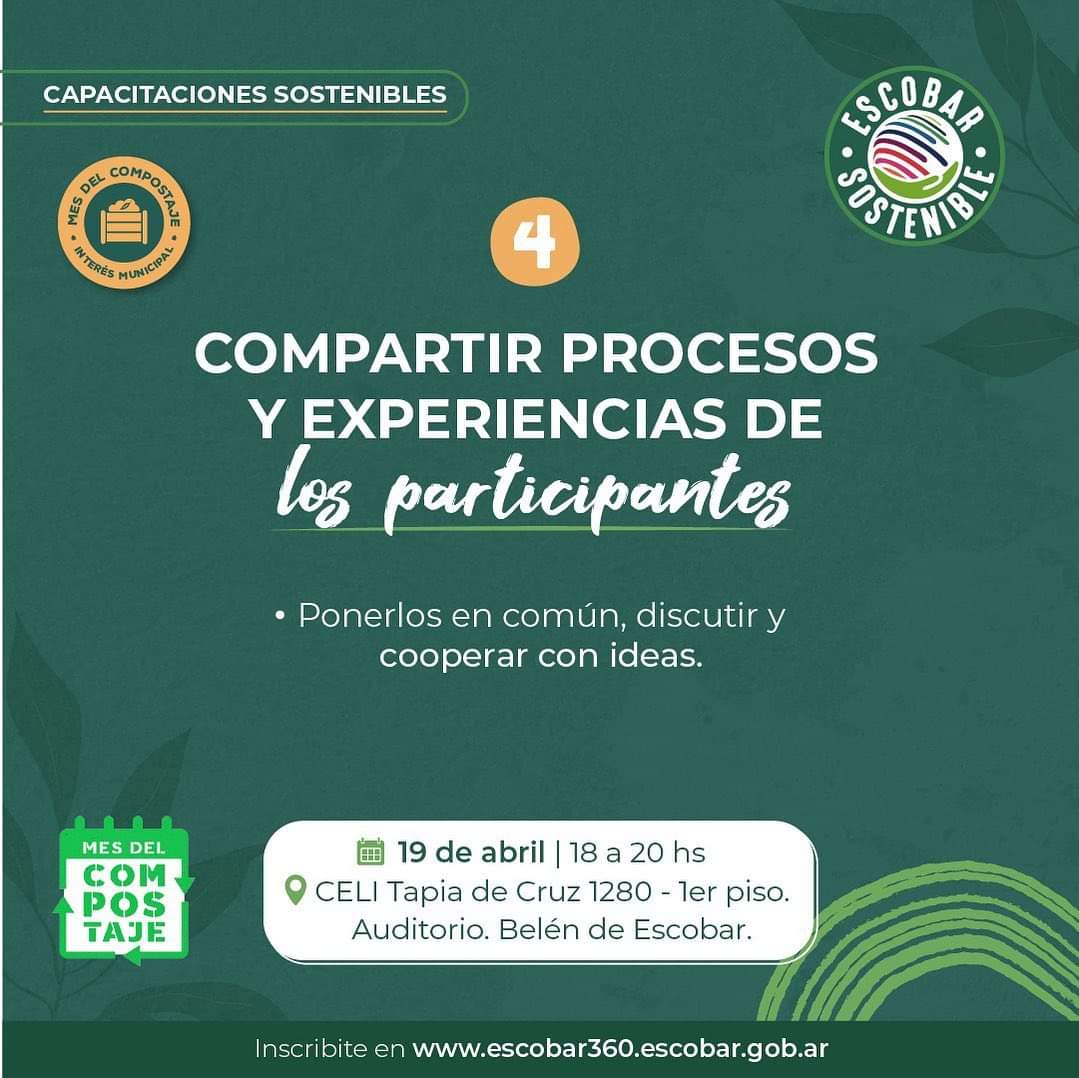 CAPACITACIONES SOSTENIBLES
ESCOBAR
SOSTENIBLE
MES DEL COMPOSTAJE
INTERÉS MUNICIPAL
4
COMPARTIR PROCESOS
Y EXPERIENCIAS DE
los participantes
• Ponerlos en común, discutir y
cooperar con ideas.
MES DEL
COM
POS
TAJE
19 de abril | 18 a 20 hs
CELI Tapia de Cruz 1280 - 1er piso.
Auditorio. Belén de Escobar.
Inscribite en www.escobar360.escobar.gob.ar